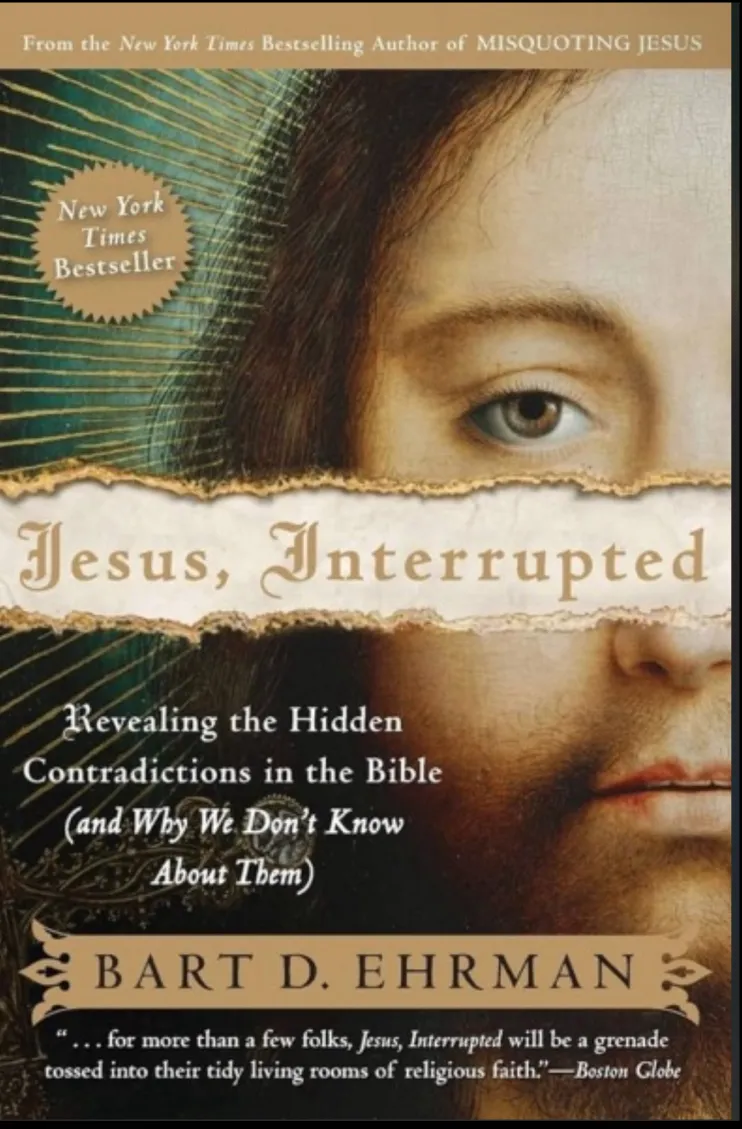 From the New York Times Bestselling Author of MISQUOTING JESUS
New York
Times
Bestseller
Jesus, Interrupted
Revealing the Hidden
Contradictions in the Bible
(and Why We Don't Know
About Them)
BART D. EHRMAN
“ . . . for more than a few folks, Jesus, Interrupted will be a grenade
tossed into their tidy living rooms of religious faith.”—Boston Globe